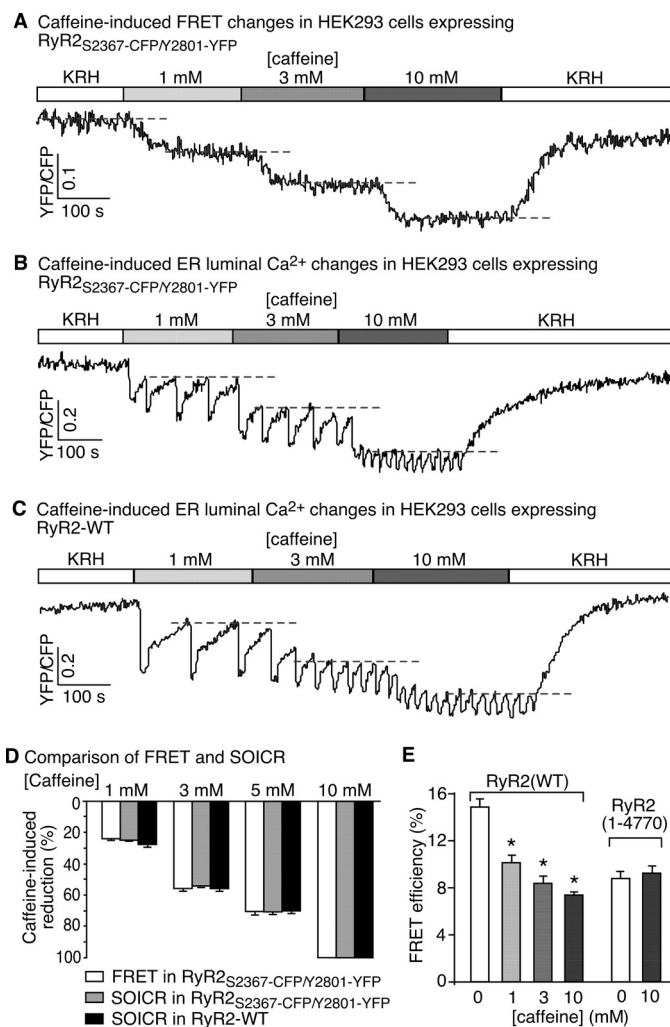 A Caffeine-induced FRET changes in HEK293 cells expressing
RyR2S2367-CFP/Y2801-YFP
[caffeine]
KRH 1 mM 3 mM 10 mM KRH
YFP/CFP
0.1
100 s
B Caffeine-induced ER luminal Ca2+ changes in HEK293 cells expressing
RyR2S2367-CFP/Y2801-YFP
[caffeine]
KRH 1 mM 3 mM 10 mM KRH
YFP/CFP
0.2
100 s
C Caffeine-induced ER luminal Ca2+ changes in HEK293 cells expressing
RyR2-WT
[caffeine]
KRH 1 mM 3 mM 10 mM KRH
YFP/CFP
0.2
100 s
D Comparison of FRET and SOICR
[Caffeine]
1 mM 3 mM 5 mM 10 mM
Caffeine-induced
reduction (%)
0
20
40
60
80
100
FRET in RyR2S2367-CFP/Y2801-YFP
SOICR in RyR2S2367-CFP/Y2801-YFP
SOICR in RyR2-WT
E
RyR2(WT)
RyR2
(1-4770)
FRET efficiency (%)
16
12
8
4
0
* * *
0 1 3 10 0 10
[caffeine] (mM)